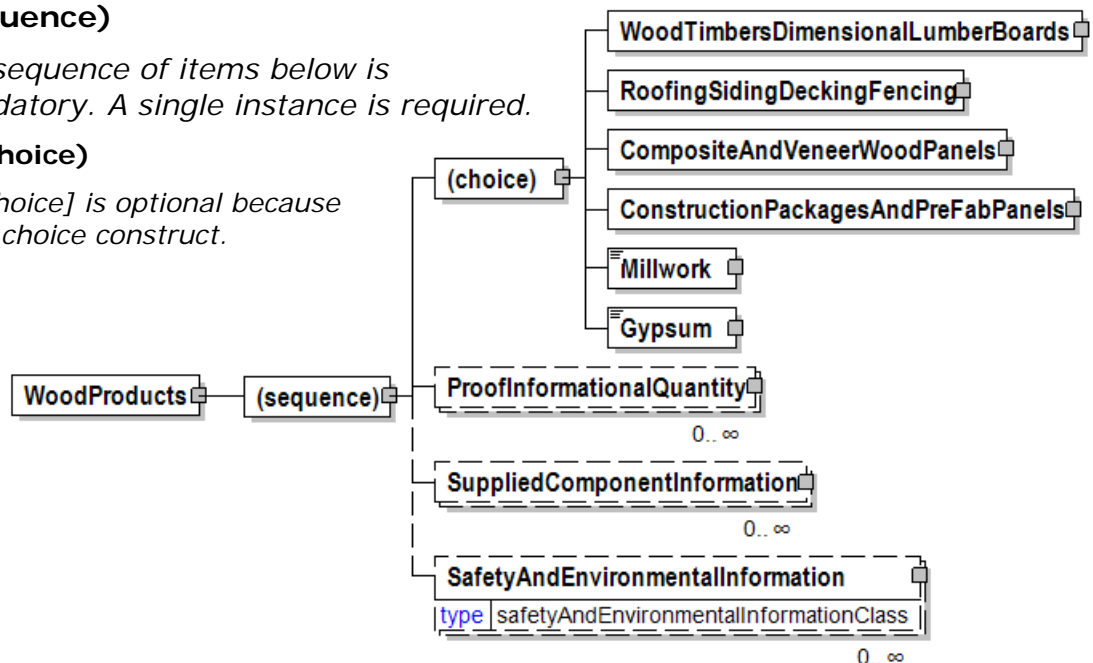 uence)
sequence of items below is
datory. A single instance is required.
hoice)
hoice] is optional because
choice construct.
WoodProducts
(sequence)
(choice)
WoodTimbersDimensionalLumberBoards
RoofingSidingDeckingFencing
CompositeAndVeneerWoodPanels
ConstructionPackagesAndPreFabPanels
Millwork
Gypsum
ProofInformationalQuantity
0.. ∞
SuppliedComponentInformation
0.. ∞
SafetyAndEnvironmentalInformation
type safetyAndEnvironmentalInformationClass
0.. ∞